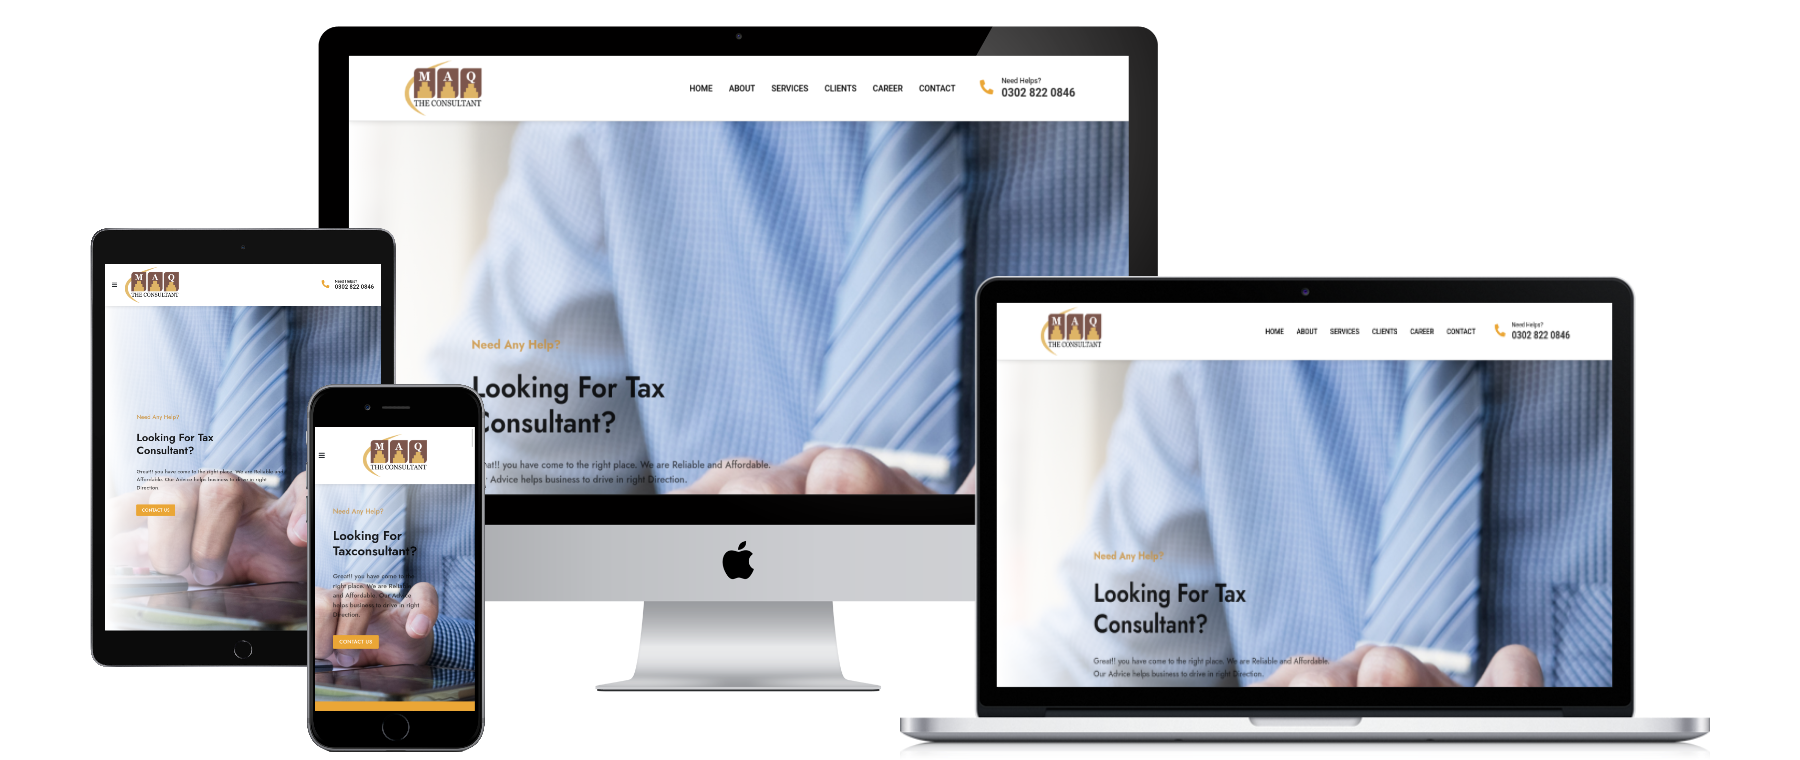 M A Q
THE CONSULTANT
HOME ABOUT SERVICES CLIENTS CAREER CONTACT
Need Helps?
0302 822 0846
Need Any Help?
Looking For Tax
Consultant?
you have come to the right place. We are Reliable and Affordable.
Advice helps business to drive in right Direction.
M A Q
THE CONSULTANT
Need Helps?
0302 822 0846
Need Any Help?
Looking For Tax
Consultant?
Great!! you have come to the right place. We are Reliable and
Affordable. Our Advice helps business to drive in right
Direction.
CONTACT US
M A Q
THE CONSULTANT
Need Any Help?
Looking For
Taxconsultant?
Great!! you have come to the
right place. We are Reliable
and Affordable. Our Advice
helps business to drive in right
Direction.
CONTACT US
M A Q
THE CONSULTANT
HOME ABOUT SERVICES CLIENTS CAREER CONTACT
Need Helps?
0302 822 0846
Need Any Help?
Looking For Tax
Consultant?
Great!! you have come to the right place. We are Reliable and Affordable.
Our Advice helps business to drive in right Direction.